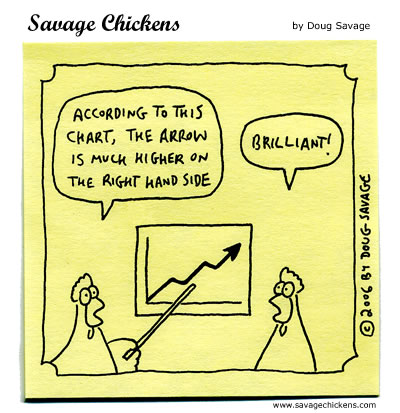 Savage Chickens
by Doug Savage
ACCORDING TO THIS
CHART, THE ARROW
IS MUCH HIGHER ON
THE RIGHT HAND SIDE
BRILLIANT!
© 2006 BY DOUG SAVAGE
www.savagechickens.com